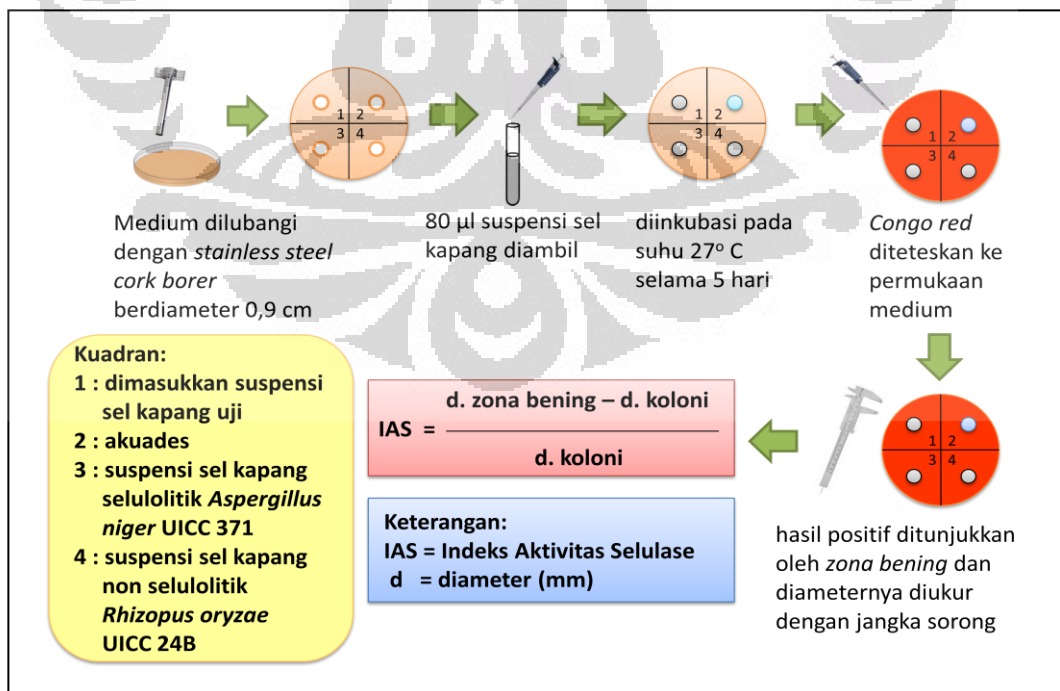 1 2
3 4
1 2
3 4
1 2
3 4
Medium dilubangi
dengan stainless steel
cork borer
berdiameter 0,9 cm
80 µl suspensi sel
kapang diambil
diinkubasi pada
suhu 27° C
selama 5 hari
Congo red
diteteskan ke
permukaan
medium
Kuadran:
1 : dimasukkan suspensi
sel kapang uji
2 : akuades
3 : suspensi sel kapang
selulolitik Aspergillus
niger UICC 371
4 : suspensi sel kapang
non selulolitik
Rhizopus oryzae
UICC 24B
d. zona bening – d. koloni
IAS =
d. koloni
Keterangan:
IAS = Indeks Aktivitas Selulase
d = diameter (mm)
1 2
3 4
hasil positif ditunjukkan
oleh zona bening dan
diameternya diukur
dengan jangka sorong